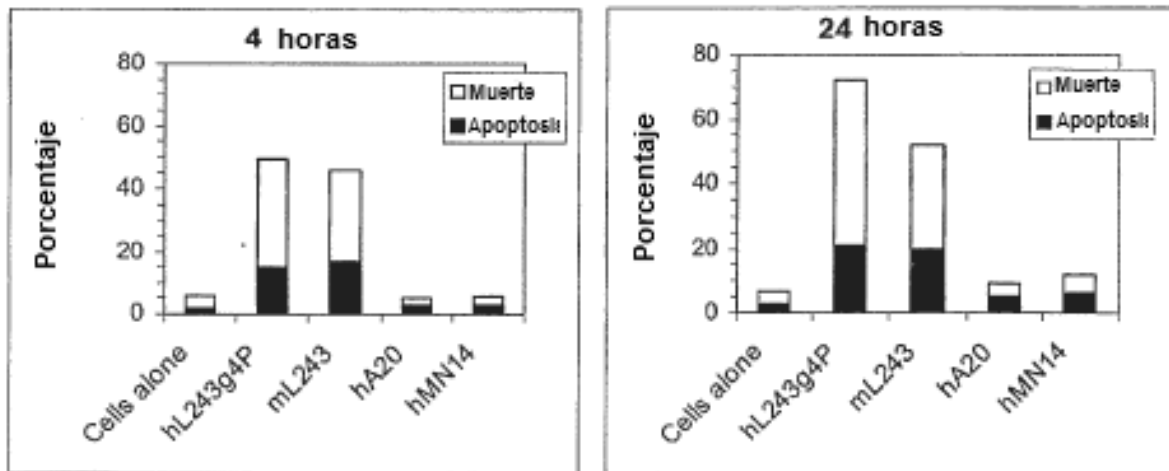 4 horas
80
60
40
20
0
Porcentaje
Muerte
Apoptosis
Cells alone
hL243g4P
mL243
hA20
hMN14
24 horas
80
60
40
20
0
Porcentaje
Muerte
Apoptosis
Cells alone
hL243g4P
mL243
hA20
hMN14